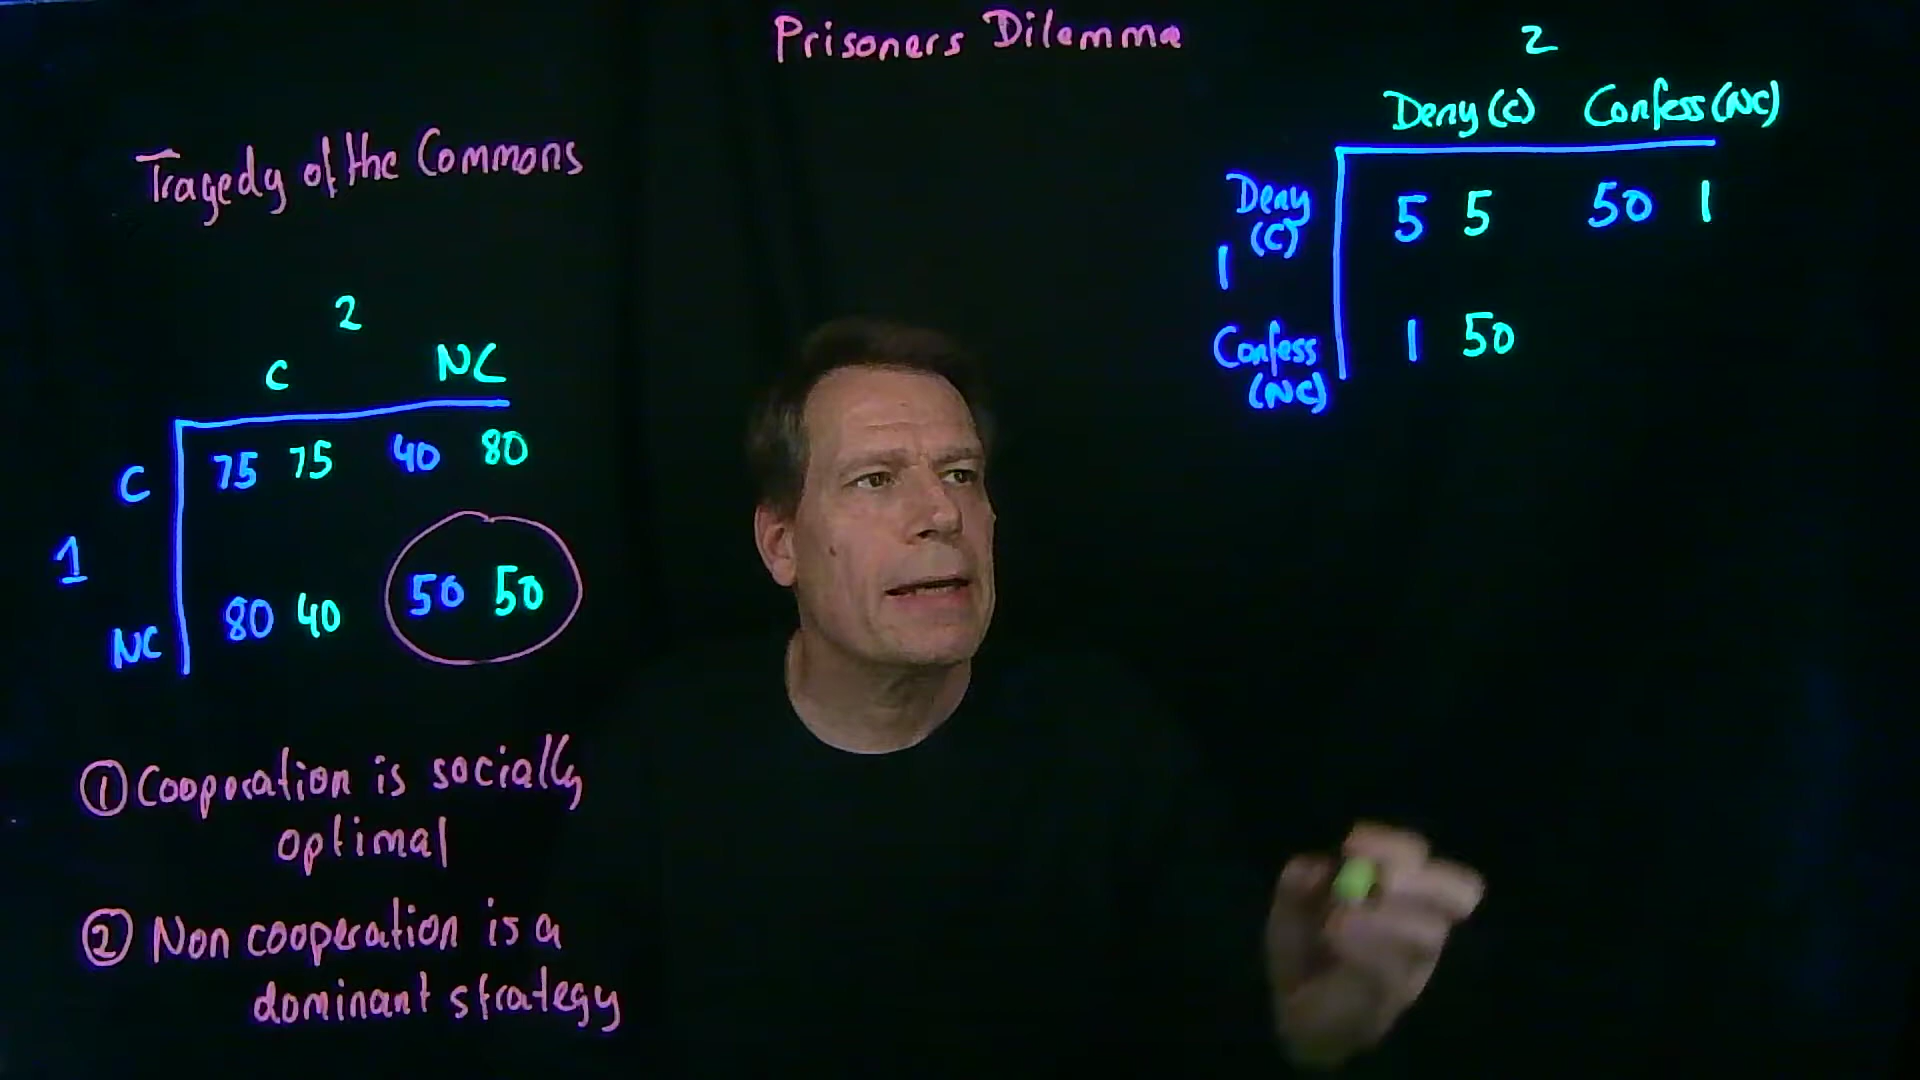 Prisoners Dilemma
Tragedy of the Commons
2
C NC
1
C 75 75 40 80
NC 80 40 50 50
① Cooperation is socially
optimal
② Non cooperation is a
dominant strategy
2
Deny (C) Confess (NC)
1
Deny
(C)
5 5 50 1
Confess
(NC)
1 50